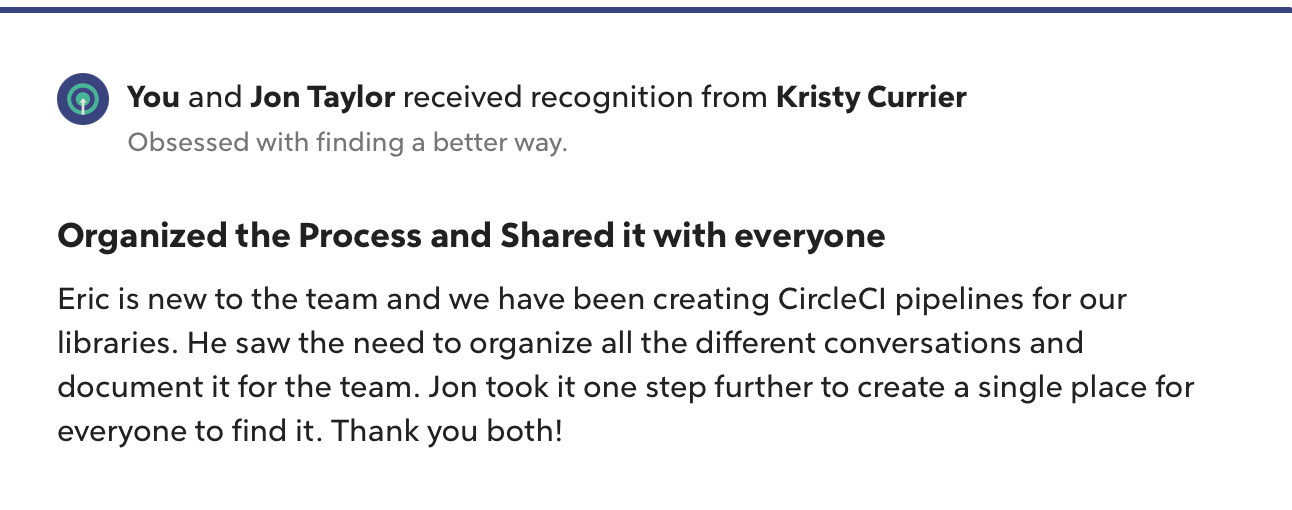 You and Jon Taylor received recognition from Kristy Currier
Obsessed with finding a better way.
Organized the Process and Shared it with everyone
Eric is new to the team and we have been creating CircleCI pipelines for our
libraries. He saw the need to organize all the different conversations and
document it for the team. Jon took it one step further to create a single place for
everyone to find it. Thank you both!